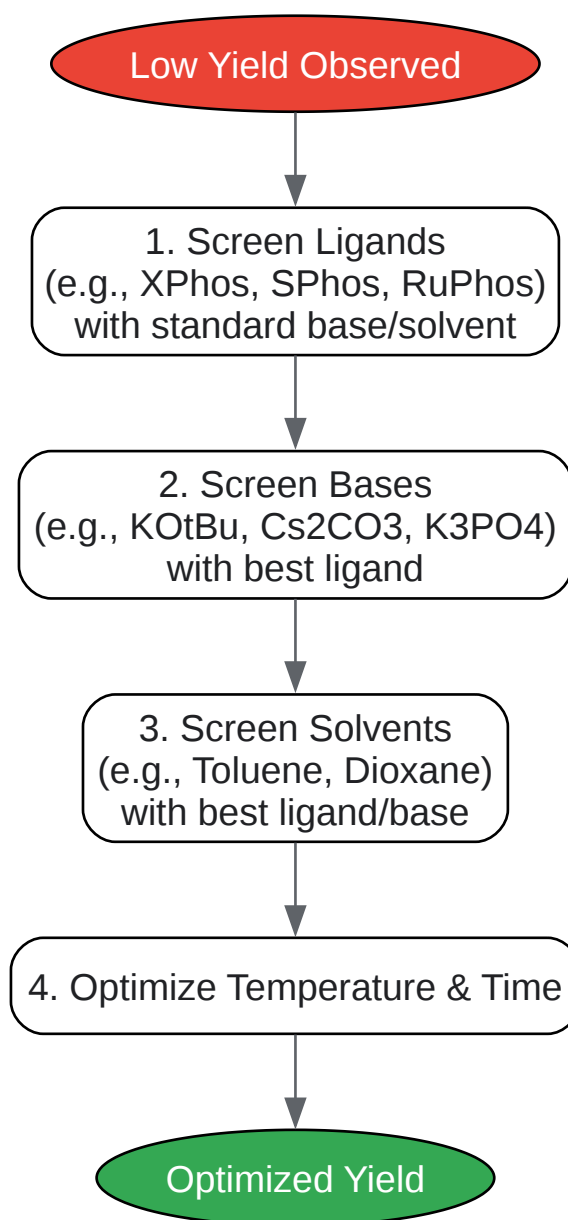 Low Yield Observed
1. Screen Ligands
(e.g., XPhos, SPhos, RuPhos)
with standard base/solvent
2. Screen Bases
(e.g., KOtBu, Cs2CO3, K3PO4)
with best ligand
3. Screen Solvents
(e.g., Toluene, Dioxane)
with best ligand/base
4. Optimize Temperature & Time
Optimized Yield